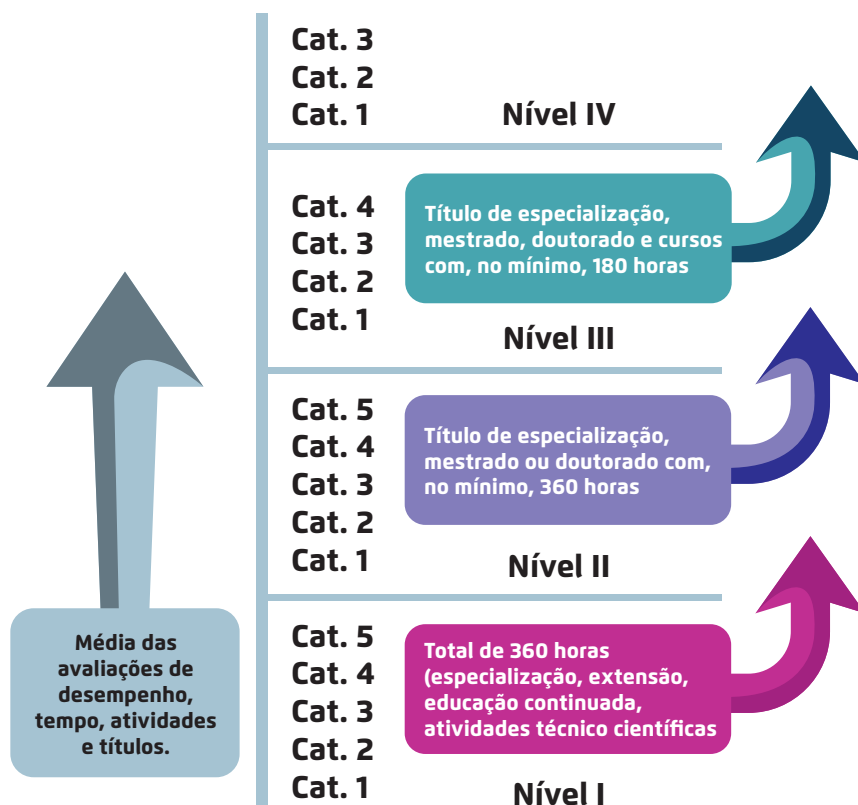 Cat. 3
Cat. 2
Cat. 1
Nível IV
Cat. 4
Cat. 3
Cat. 2
Cat. 1
Título de especialização,
mestrado, doutorado e cursos
com, no mínimo, 180 horas
Nível III
Cat. 5
Cat. 4
Cat. 3
Cat. 2
Cat. 1
Título de especialização,
mestrado ou doutorado com,
no mínimo, 360 horas
Nível II
Média das
avaliações de
desempenho,
tempo, atividades
e títulos.
Cat. 5
Cat. 4
Cat. 3
Cat. 2
Cat. 1
Total de 360 horas
(especialização, extensão,
educação continuada,
atividades técnico científicas
Nível I